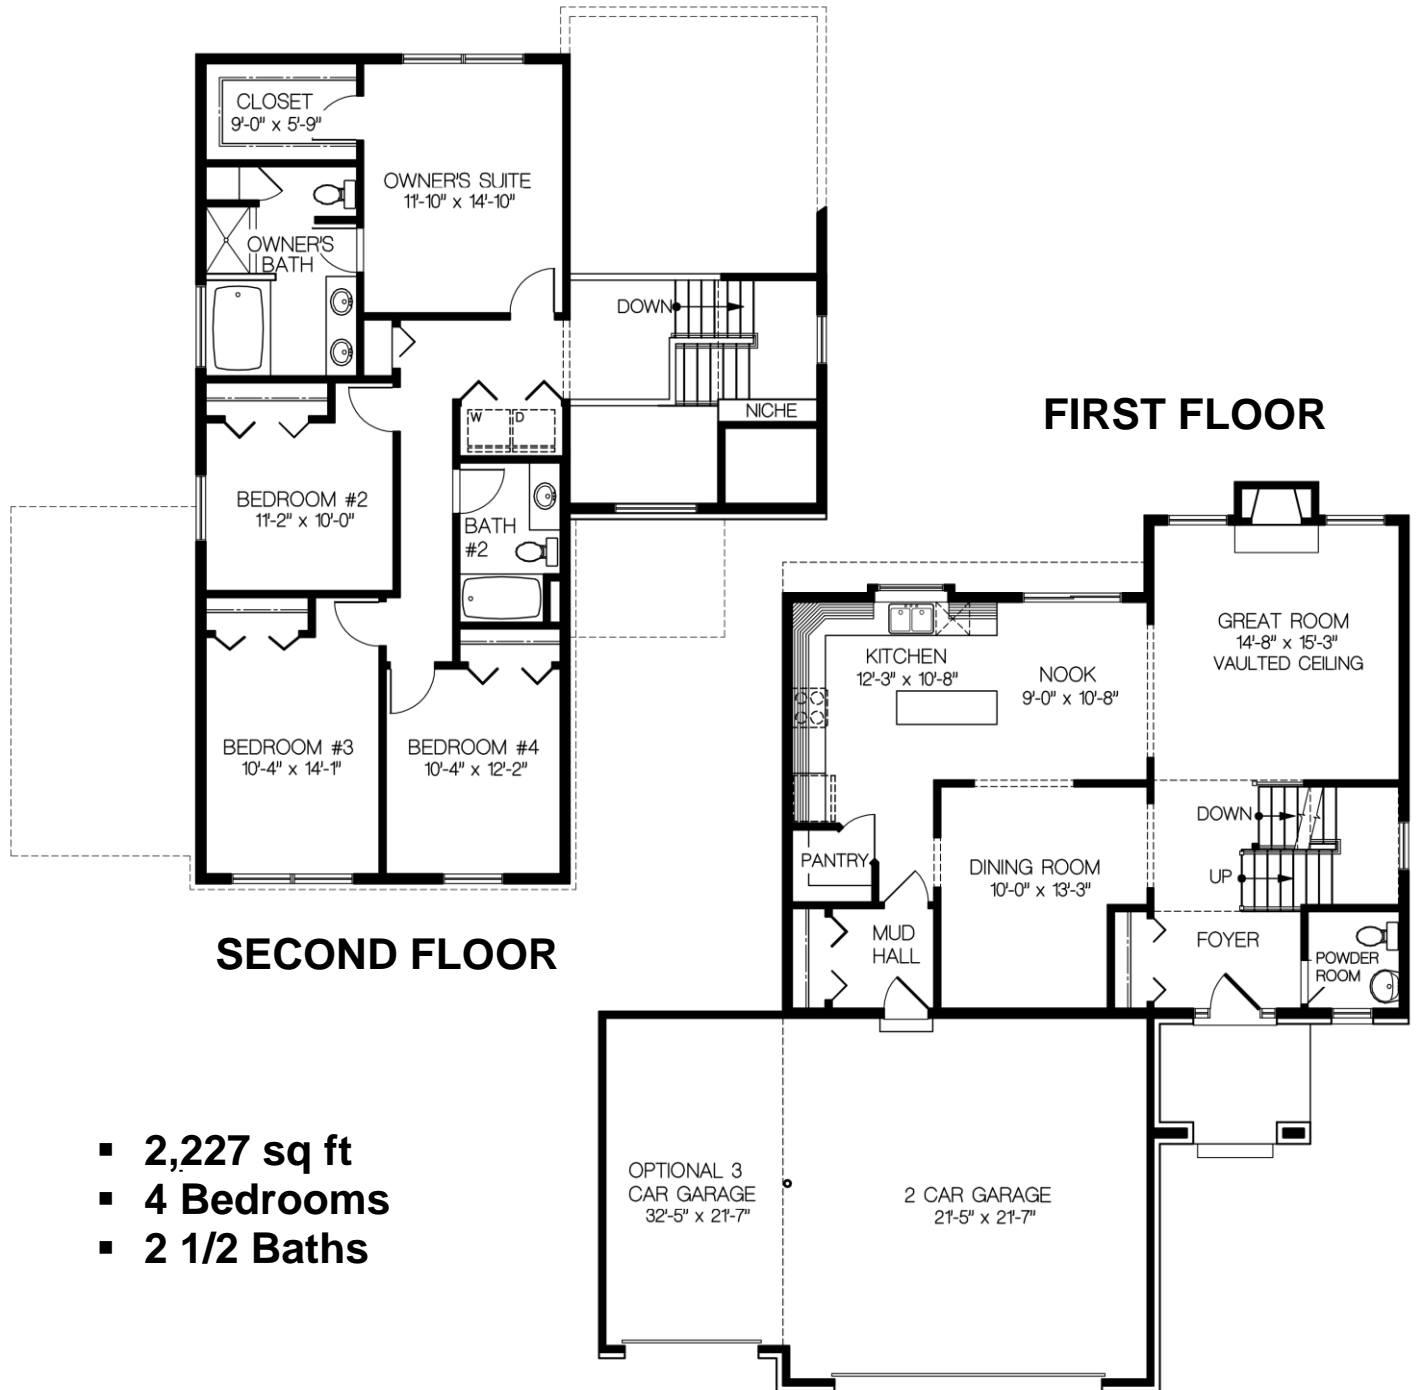 CLOSET
9'-0" x 5'-9"
OWNER'S SUITE
11'-10" x 14'-10"
OWNER'S
BATH
DOWN
NICHE
W D
BEDROOM #2
11'-2" x 10'-0"
BATH
#2
BEDROOM #3
10'-4" x 14'-1"
BEDROOM #4
10'-4" x 12'-2"
SECOND FLOOR
FIRST FLOOR
GREAT ROOM
14'-8" x 15'-3"
VAULTED CEILING
KITCHEN
12'-3" x 10'-8"
NOOK
9'-0" x 10'-8"
DOWN
UP
PANTRY
DINING ROOM
10'-0" x 13'-3"
MUD
HALL
FOYER
POWDER
ROOM
OPTIONAL 3
CAR GARAGE
32'-5" x 21'-7"
2 CAR GARAGE
21'-5" x 21'-7"
▪ 2,227 sq ft
▪ 4 Bedrooms
▪ 2 1/2 Baths